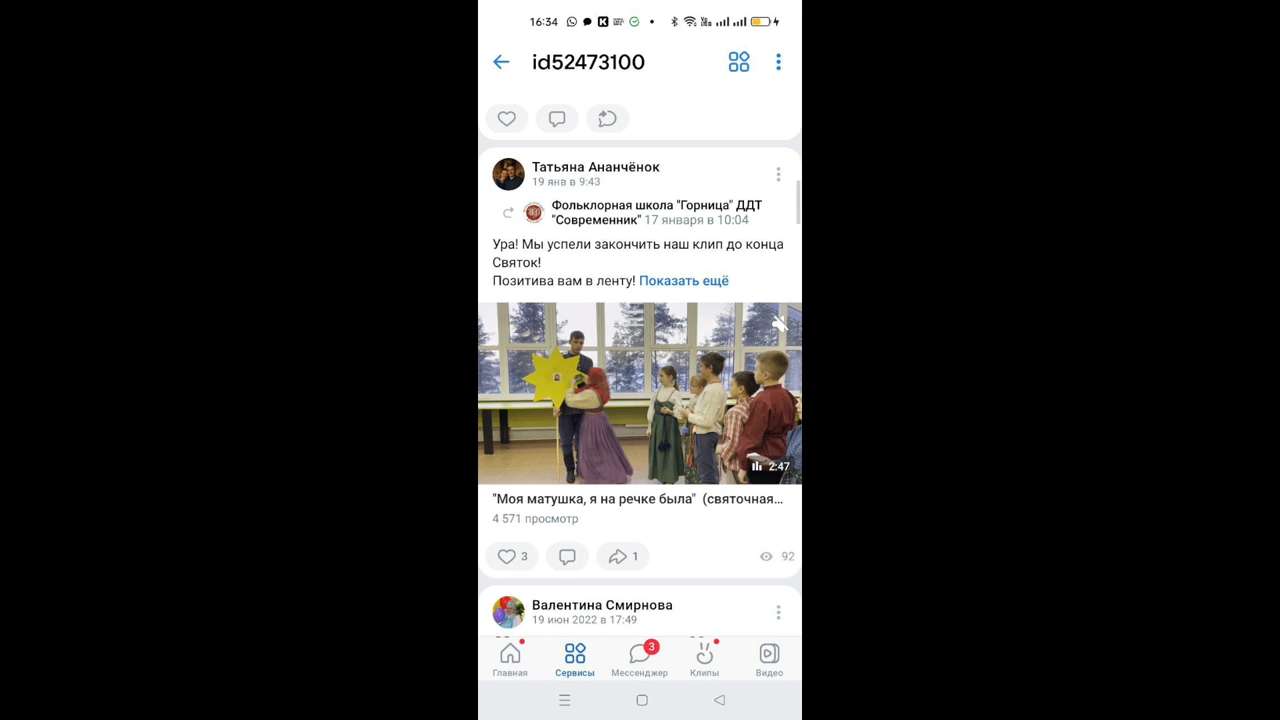 16:34
id52473100
Татьяна Ананчёнок
19 янв в 9:43
Фольклорная школа "Горница" ДДТ
"Современник" 17 января в 10:04
Ура! Мы успели закончить наш клип до конца
Святок!
Позитива вам в ленту! Показать ещё
2:47
"Моя матушка, я на речке была" (святочная...
4 571 просмотр
3
1
92
Валентина Смирнова
19 июн 2022 в 17:49
3
Главная
Сервисы
Мессенджер
Клипы
Видео